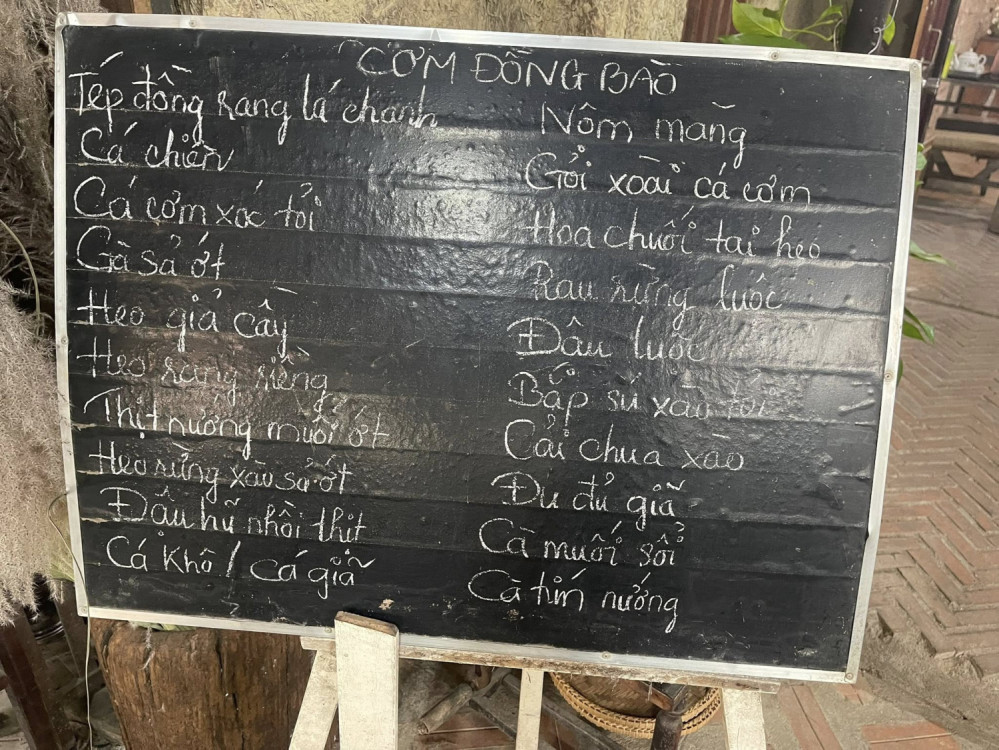 CƠM ĐỒNG BÀO
Tép đồng rang lá chanh
Cá chiên
Cá cơm xóc tỏi
Gà sả ớt
Heo giả cầy
Heo rang riềng
Thịt nướng muối ớt
Heo rừng xào sả ớt
Đậu hũ nhồi thịt
Cá khô / cá giã
Nộm măng
Gỏi xoài cá cơm
Hoa chuối tai heo
Rau rừng luộc
Đậu luộc
Bắp sú xào tỏi
Cải chua xào
Đu đủ giã
Cà muối sổi
Cà tím nướng